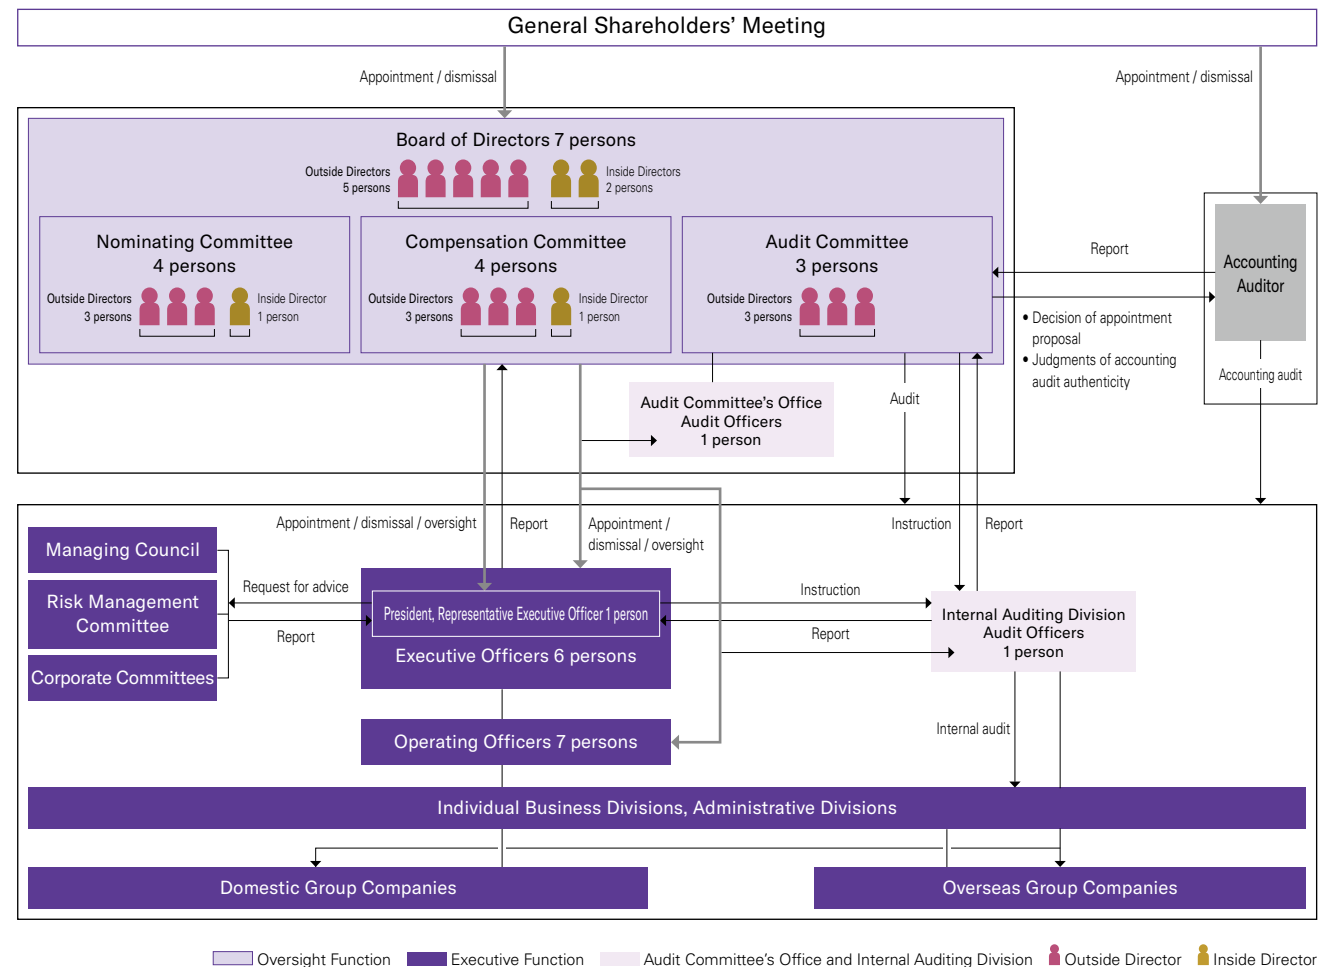 General Shareholders' Meeting
Appointment / dismissal
Appointment / dismissal
Board of Directors 7 persons
Outside Directors
5 persons
Inside Directors
2 persons
Nominating Committee
4 persons
Outside Directors
3 persons
Inside Director
1 person
Compensation Committee
4 persons
Outside Directors
3 persons
Inside Director
1 person
Audit Committee
3 persons
Outside Directors
3 persons
Report
Accounting
Auditor
• Decision of appointment
proposal
• Judgments of accounting
audit authenticity
Accounting audit
Audit Committee's Office
Audit Officers
1 person
Audit
Appointment / dismissal / oversight
Report
Appointment /
dismissal / oversight
Instruction
Report
Managing Council
Risk Management
Committee
Corporate Committees
Request for advice
Report
President, Representative Executive Officer 1 person
Executive Officers 6 persons
Instruction
Report
Internal Auditing Division
Audit Officers
1 person
Operating Officers 7 persons
Internal audit
Individual Business Divisions, Administrative Divisions
Domestic Group Companies
Overseas Group Companies
Oversight Function
Executive Function
Audit Committee's Office and Internal Auditing Division
Outside Director
Inside Director